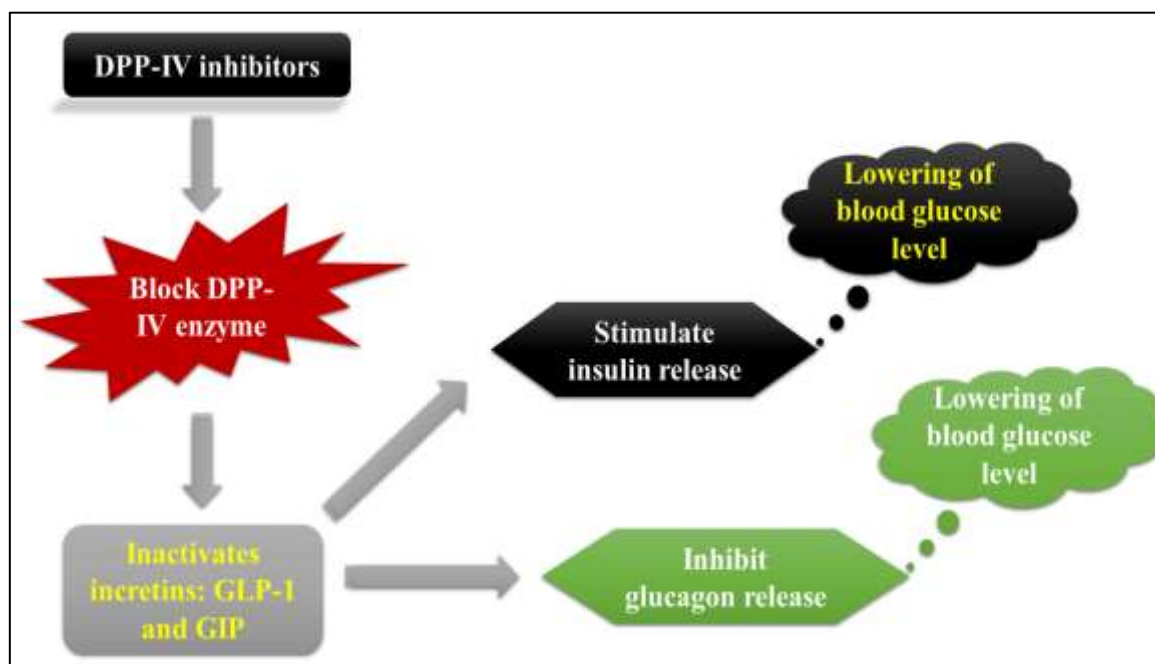 DPP-IV inhibitors
Block DPP-
IV enzyme
Inactivates
incretins: GLP-1
and GIP
Stimulate
insulin release
Lowering of
blood glucose
level
Inhibit
glucagon release
Lowering of
blood glucose
level